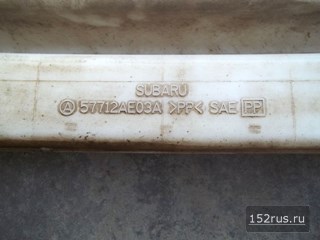 SUBARU
Ⓐ 57712AE03A >PP< SAE PP
152rus.ru